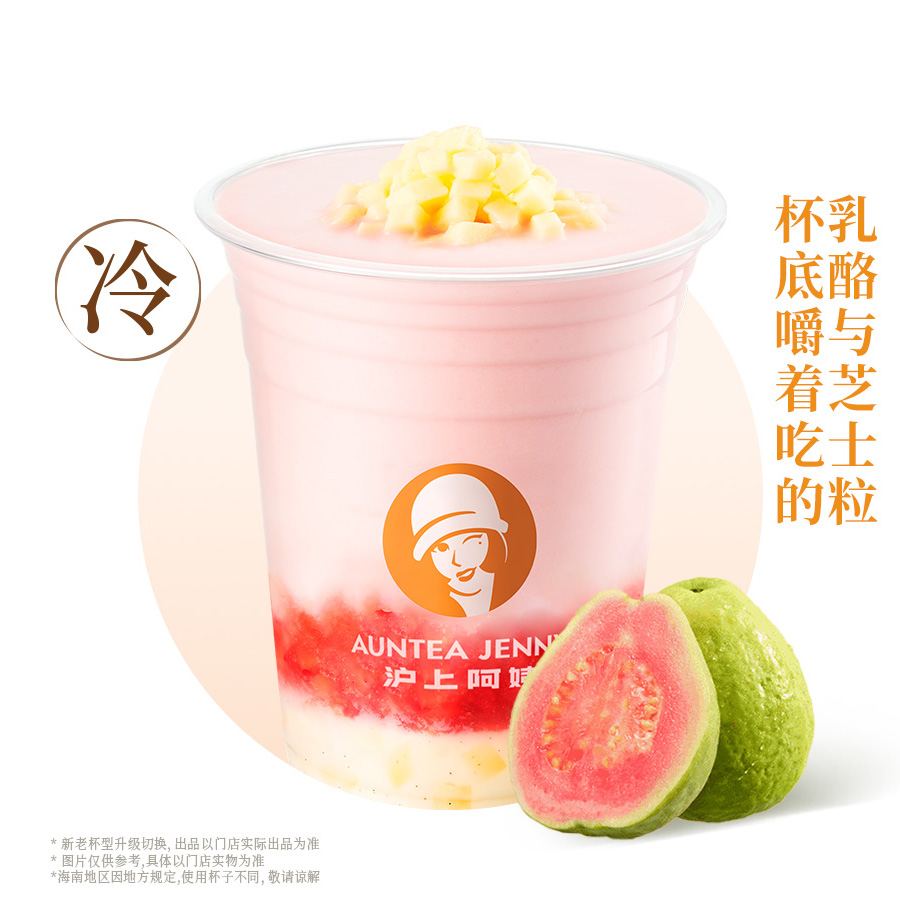 冷
乳酪与芝士粒
杯底嚼着吃的
AUNTEA JENN
沪上阿姨
* 新老杯型升级切换, 出品以门店实际出品为准
* 图片仅供参考,具体以门店实物为准
*海南地区因地方规定,使用杯子不同, 敬请谅解